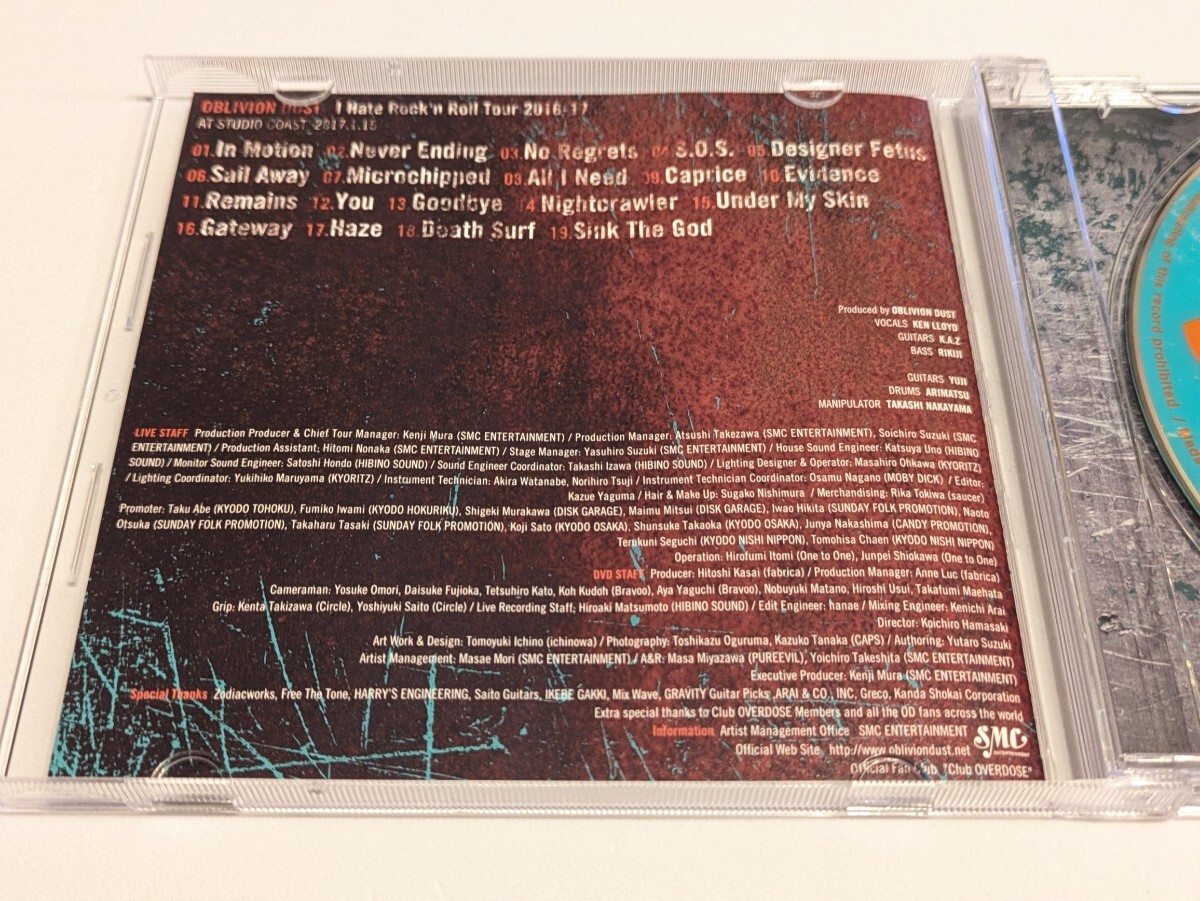 OBLIVION DUST I Hate Rock'n Roll Tour 2016-17
AT STUDIO COAST 2017.1.15
01.In Motion 02.Never Ending 03.No Regrets 04 S.O.S. 05.Designer Fetus
06.Sail Away 07.Microchipped 08.All I Need 09.Caprice 10.Evidence
11.Remains 12.You 13 Goodbye 14 Nightcrawler 15.Under My Skin
16.Gateway 17.Haze 18.Death Surf 19.Sink The God
Produced by OBLIVION DUST
VOCALS KEN LLOYD
GUITARS K.A.Z
BASS RIKIJI
GUITARS YUJI
DRUMS ARIMATSU
MANIPULATOR TAKASHI NAKAYAMA
LIVE STAFF Production Producer & Chief Tour Manager: Kenji Mura (SMC ENTERTAINMENT) / Production Manager: Atsushi Takezawa (SMC ENTERTAINMENT), Soichiro Suzuki (SMC
ENTERTAINMENT) / Production Assistant: Hitomi Nonaka (SMC ENTERTAINMENT) / Stage Manager: Yasuhiro Suzuki (SMC ENTERTAINMENT) / House Sound Engineer: Katsuya Uno (HIBINO
SOUND) / Monitor Sound Engineer: Satoshi Hondo (HIBINO SOUND) / Sound Engineer Coordinator: Takashi Izawa (HIBINO SOUND) / Lighting Designer & Operator: Masahiro Ohkawa (KYORITZ)
/ Lighting Coordinator: Yukihiko Maruyama (KYORITZ) / Instrument Technician: Akira Watanabe, Norihiro Tsuji / Instrument Technician Coordinator: Osamu Nagano (MOBY DICK) / Editor:
Kazue Yaguma / Hair & Make Up: Sugako Nishimura / Merchandising: Rika Tokiwa (saucer)
Promoter: Taku Abe (KYODO TOHOKU), Fumiko Iwami (KYODO HOKURIKU), Shigeki Murakawa (DISK GARAGE), Maimu Mitsui (DISK GARAGE), Iwao Hikita (SUNDAY FOLK PROMOTION), Naoto
Otsuka (SUNDAY FOLK PROMOTION), Takaharu Tasaki (SUNDAY FOLK PROMOTION), Koji Sato (KYODO OSAKA), Shunsuke Takaoka (KYODO OSAKA), Junya Nakashima (CANDY PROMOTION),
Terukuni Seguchi (KYODO NISHI NIPPON), Tomohisa Chaen (KYODO NISHI NIPPON)
Operation: Hirofumi Itomi (One to One), Junpei Shiokawa (One to One)
DVD STAFF Producer: Hitoshi Kasai (fabrica) / Production Manager: Anne Luc (fabrica)
Cameraman: Yosuke Omori, Daisuke Fujioka, Tetsuhiro Kato, Koh Kudoh (Bravoo), Aya Yaguchi (Bravoo), Nobuyuki Matano, Hiroshi Usui, Takafumi Maehata
Grip: Kenta Takizawa (Circle), Yoshiyuki Saito (Circle) / Live Recording Staff: Hiroaki Matsumoto (HIBINO SOUND) / Edit Engineer: hanae / Mixing Engineer: Kenichi Arai
Director: Koichiro Hamasaki
Art Work & Design: Tomoyuki Ichino (ichinowa) / Photography: Toshikazu Oguruma, Kazuko Tanaka (CAPS) / Authoring: Yutaro Suzuki
Artist Management: Masae Mori (SMC ENTERTAINMENT) / A&R: Masa Miyazawa (PUREEVIL), Yoichiro Takeshita (SMC ENTERTAINMENT)
Executive Producer: Kenji Mura (SMC ENTERTAINMENT)
Special Thanks Zodiacworks, Free The Tone, HARRY'S ENGINEERING, Saito Guitars, IKEBE GAKKI, Mix Wave, GRAVITY Guitar Picks, ARAI & CO., INC, Greco, Kanda Shokai Corporation
Extra special thanks to Club OVERDOSE Members and all the OD fans across the world
Information Artist Management Office SMC ENTERTAINMENT
Official Web Site http://www.obliviondust.net
SMC
Official Fan Club "Club OVERDOSE"
of this record prohibited. /